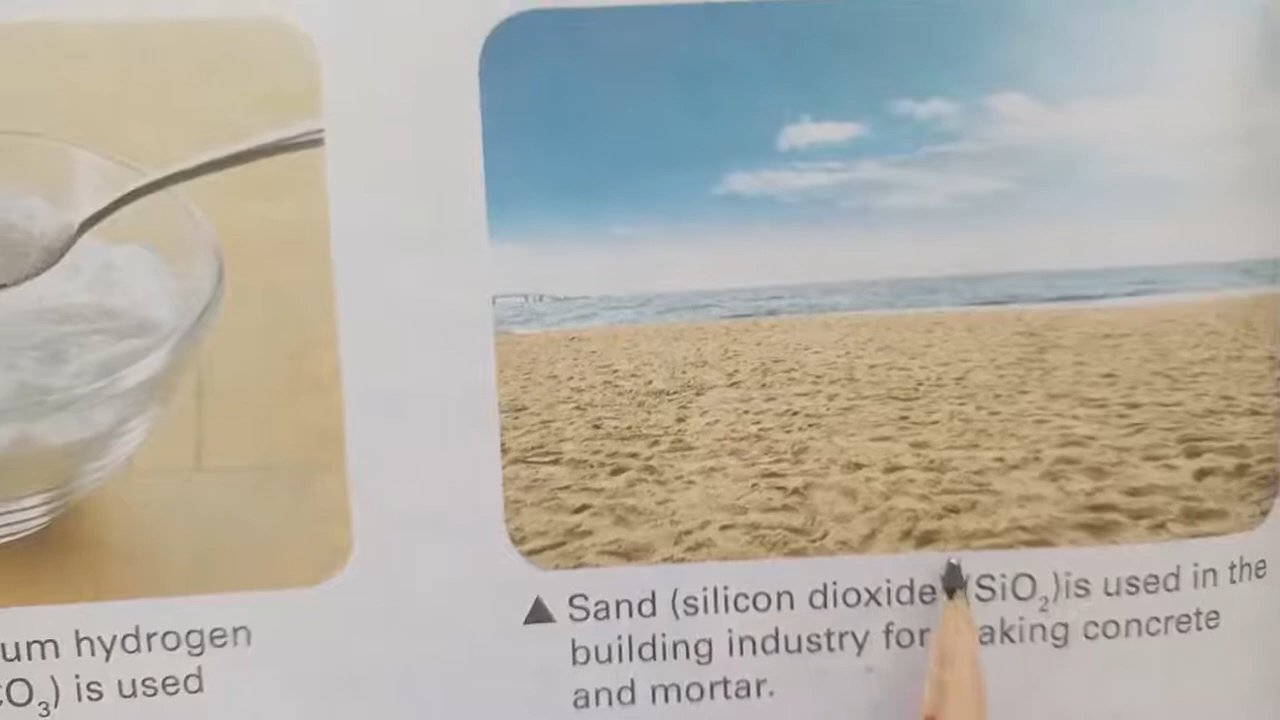 um hydrogen
O₃) is used
▲ Sand (silicon dioxide (SiO₂)is used in the
building industry for aking concrete
and mortar.